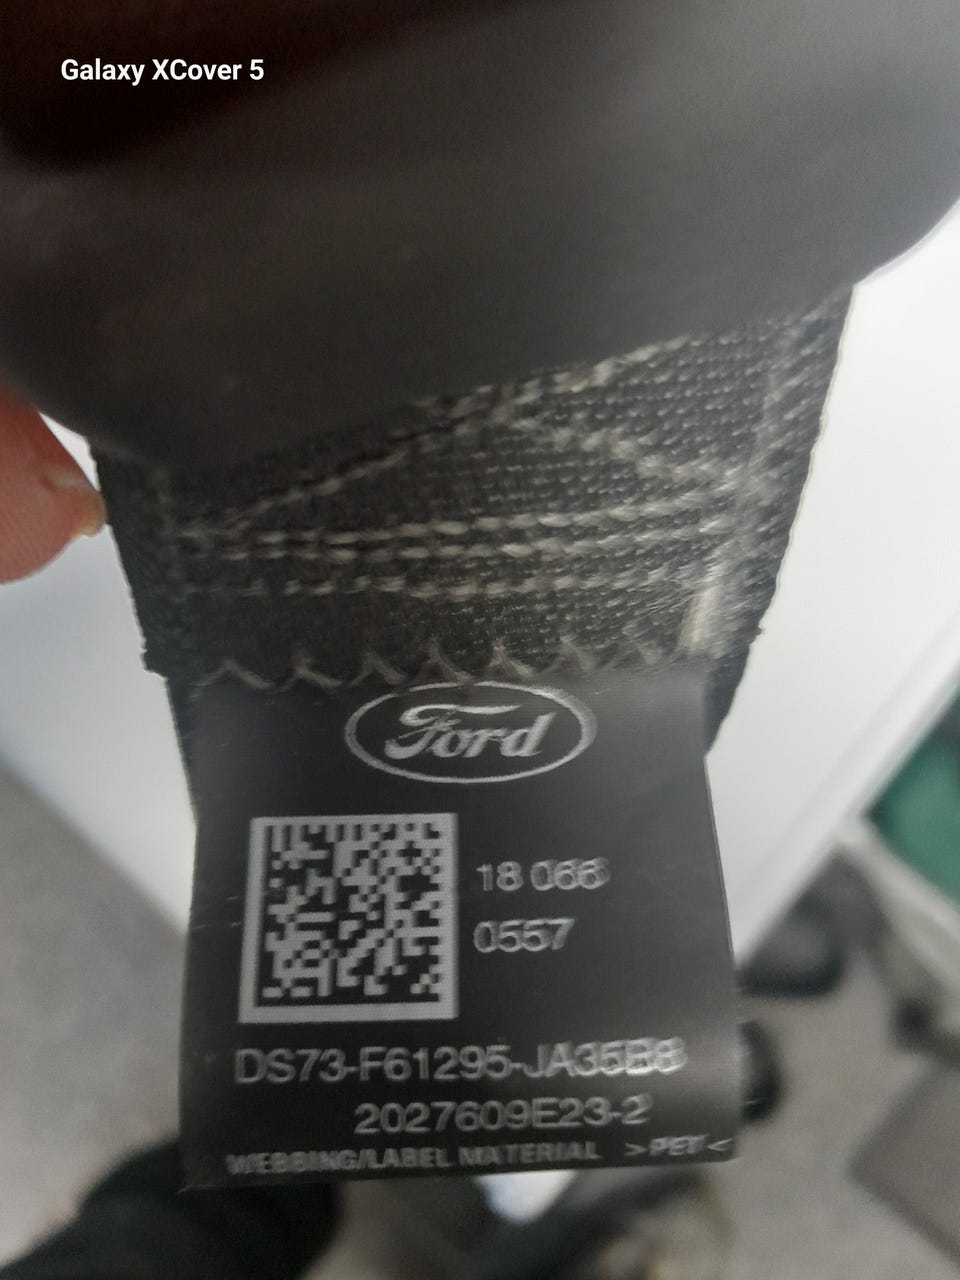 Galaxy XCover 5
Ford
18 066
0557
DS73-F61295-JA35B8
2027609E23-2
WEBBING/LABEL MATERIAL >PET<